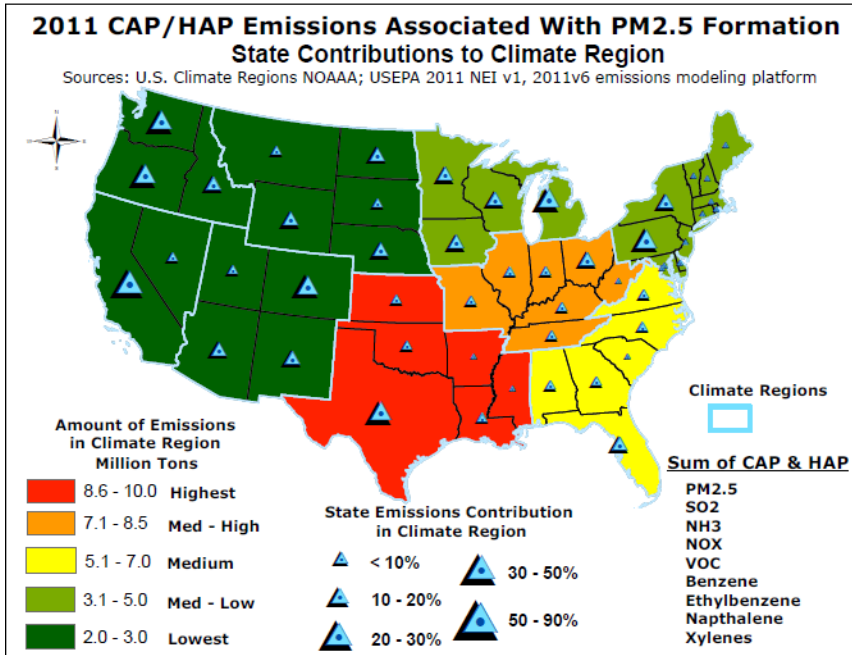 2011 CAP/HAP Emissions Associated With PM2.5 Formation
State Contributions to Climate Region
Sources: U.S. Climate Regions NOAAA; USEPA 2011 NEI v1, 2011v6 emissions modeling platform
Amount of Emissions
in Climate Region
Million Tons
8.6 - 10.0 Highest
7.1 - 8.5 Med - High
5.1 - 7.0 Medium
3.1 - 5.0 Med - Low
2.0 - 3.0 Lowest
State Emissions Contribution
in Climate Region
< 10%
10 - 20%
20 - 30%
30 - 50%
50 - 90%
Climate Regions
Sum of CAP & HAP
PM2.5
SO2
NH3
NOX
VOC
Benzene
Ethylbenzene
Napthalene
Xylenes